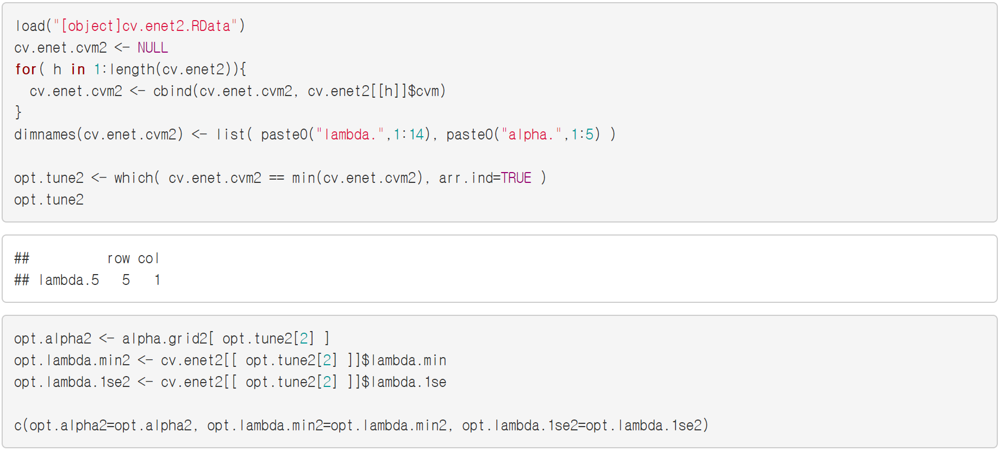 load("[object]cv.enet2.RData")
cv.enet.cvm2 <- NULL
for( h in 1:length(cv.enet2)){
  cv.enet.cvm2 <- cbind(cv.enet.cvm2, cv.enet2[[h]]$cvm)
}
dimnames(cv.enet.cvm2) <- list( paste0("lambda.",1:14), paste0("alpha.",1:5) )

opt.tune2 <- which( cv.enet.cvm2 == min(cv.enet.cvm2), arr.ind=TRUE )
opt.tune2

##          row col
## lambda.5   5   1

opt.alpha2 <- alpha.grid2[ opt.tune2[2] ]
opt.lambda.min2 <- cv.enet2[[ opt.tune2[2] ]]$lambda.min
opt.lambda.1se2 <- cv.enet2[[ opt.tune2[2] ]]$lambda.1se

c(opt.alpha2=opt.alpha2, opt.lambda.min2=opt.lambda.min2, opt.lambda.1se2=opt.lambda.1se2)